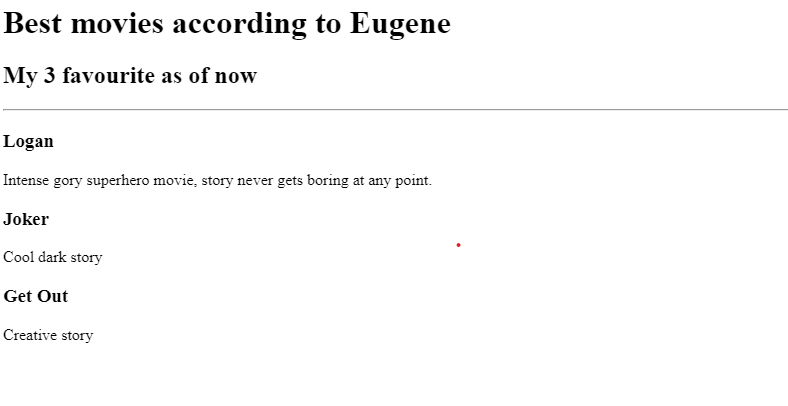 Best movies according to Eugene
My 3 favourite as of now
Logan
Intense gory superhero movie, story never gets boring at any point.
Joker
Cool dark story
Get Out
Creative story